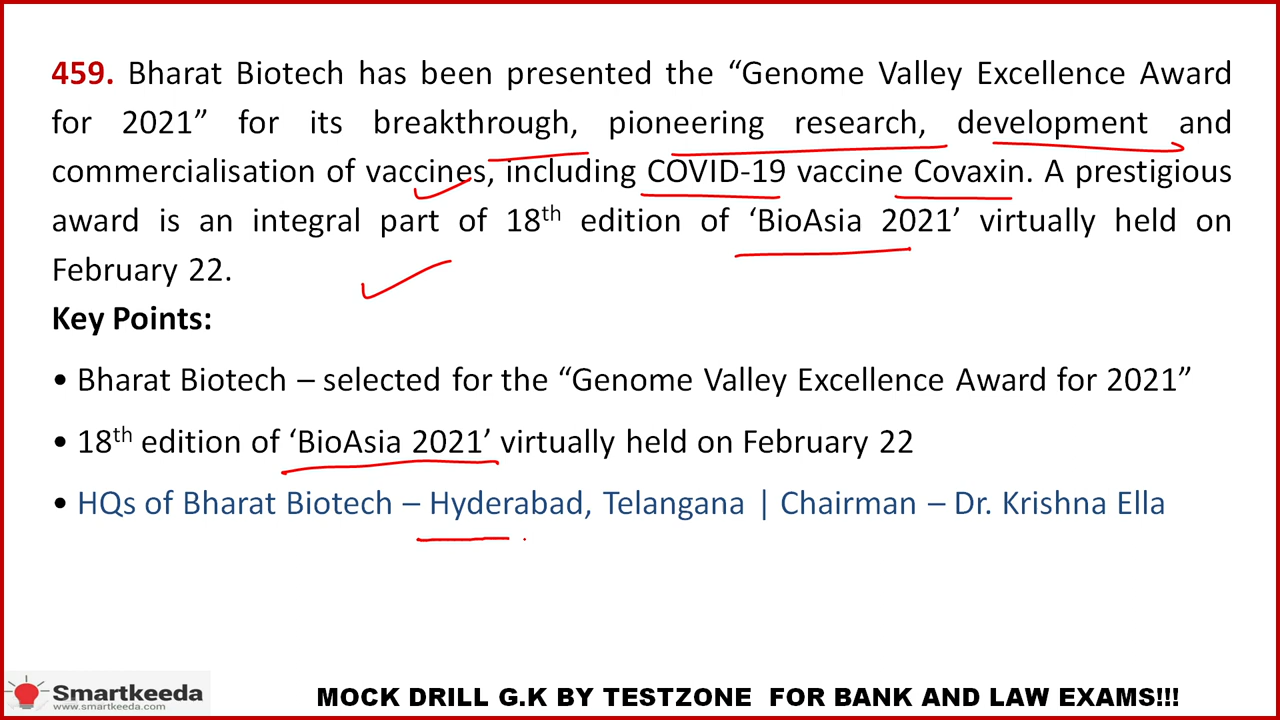 459. Bharat Biotech has been presented the “Genome Valley Excellence Award
for 2021” for its breakthrough, pioneering research, development and
commercialisation of vaccines, including COVID-19 vaccine Covaxin. A prestigious
award is an integral part of 18th edition of ‘BioAsia 2021’ virtually held on
February 22.
Key Points:
• Bharat Biotech – selected for the “Genome Valley Excellence Award for 2021”
• 18th edition of ‘BioAsia 2021’ virtually held on February 22
• HQs of Bharat Biotech – Hyderabad, Telangana | Chairman – Dr. Krishna Ella
Smartkeeda
www.smartkeeda.com
MOCK DRILL G.K BY TESTZONE FOR BANK AND LAW EXAMS!!!